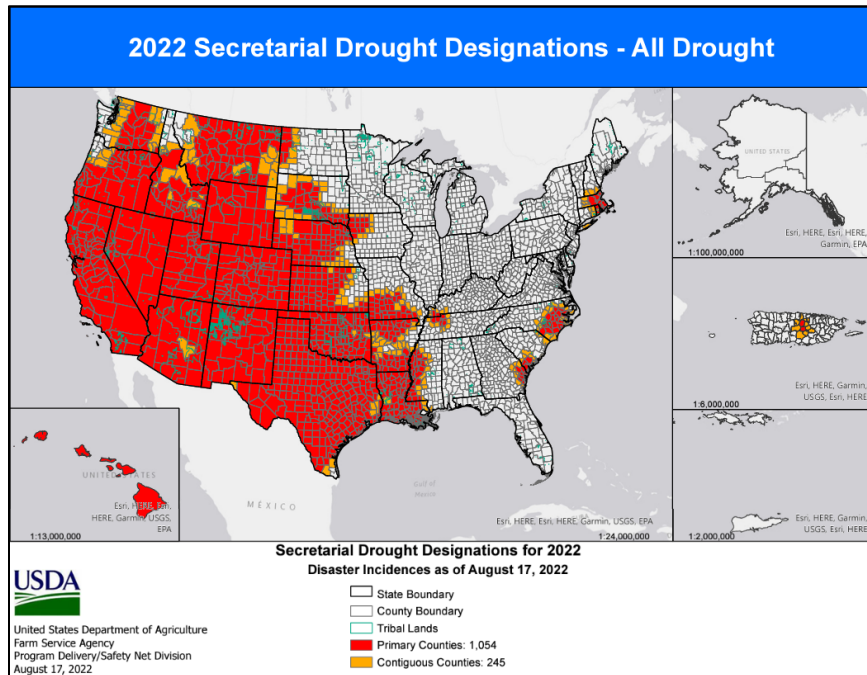 2022 Secretarial Drought Designations - All Drought
UNITED STATES
Esri, HERE, Esri, HERE,
Garmin, EPA
1:100,000,000
Esri, HERE, Garmin,
USGS, Esri, HERE
1:6,000,000
Esri, HERE, Garmin,
USGS, Esri, HERE
1:2,000,000
UNITED STATES
Esri, HERE, Esri,
HERE, Garmin, USGS,
EPA
1:13,000,000
MEXICO
Gulf of
Mexico
Esri, HERE, Esri, HERE, Garmin, USGS, EPA
1:24,000,000
Secretarial Drought Designations for 2022
Disaster Incidences as of August 17, 2022
State Boundary
County Boundary
Tribal Lands
Primary Counties: 1,054
Contiguous Counties: 245
USDA
United States Department of Agriculture
Farm Service Agency
Program Delivery/Safety Net Division
August 17, 2022